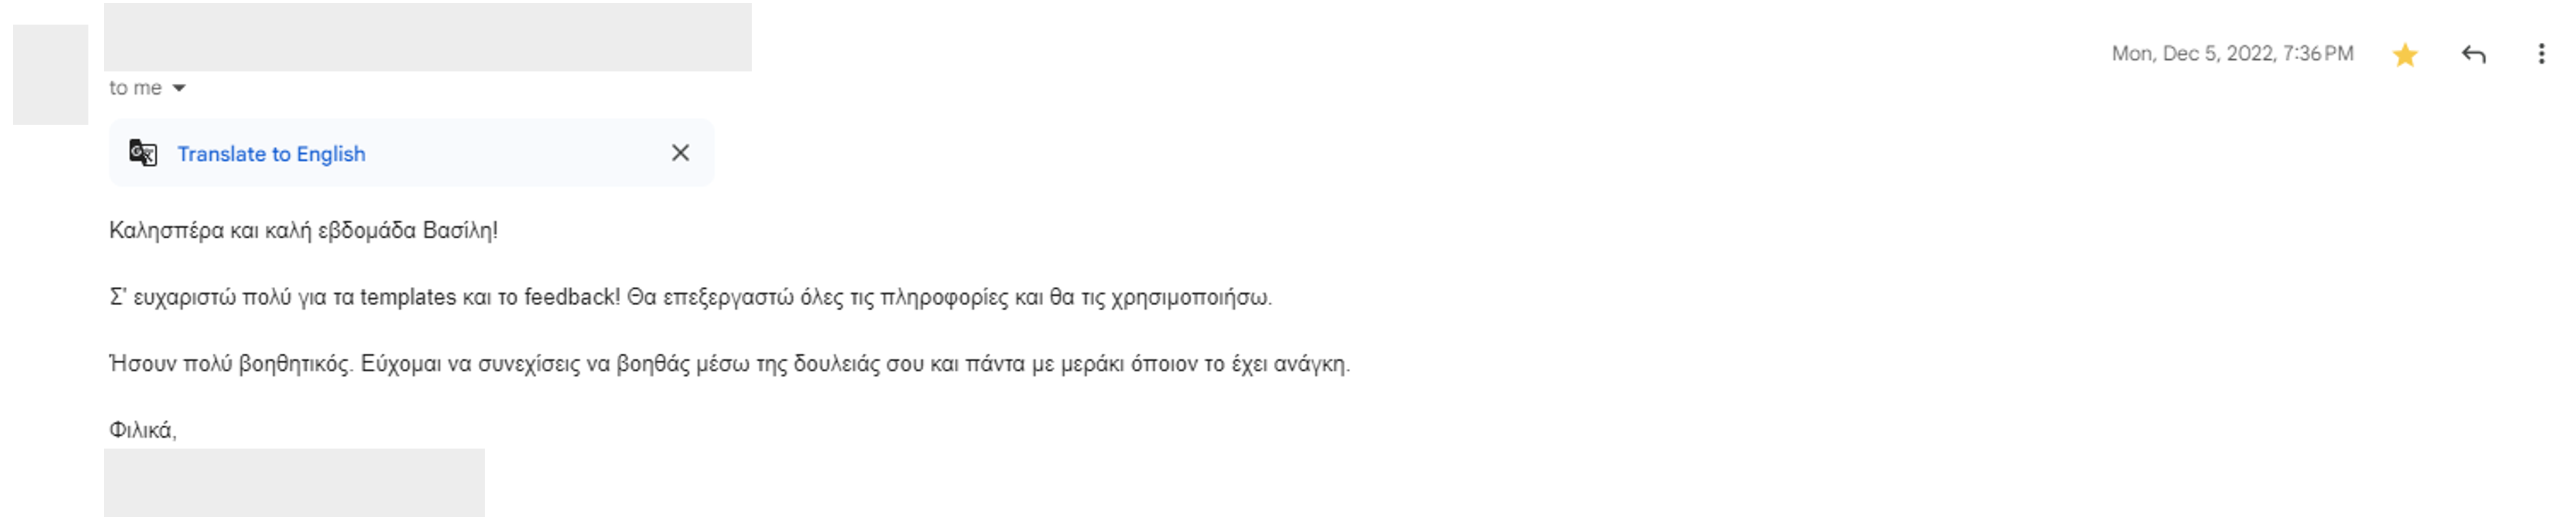 Mon, Dec 5, 2022, 7:36 PM
to me
Translate to English
Καλησπέρα και καλή εβδομάδα Βασίλη!
Σ' ευχαριστώ πολύ για τα templates και το feedback! Θα επεξεργαστώ όλες τις πληροφορίες και θα τις χρησιμοποιήσω.
Ήσουν πολύ βοηθητικός. Εύχομαι να συνεχίσεις να βοηθάς μέσω της δουλειάς σου και πάντα με μεράκι όποιον το έχει ανάγκη.
Φιλικά,